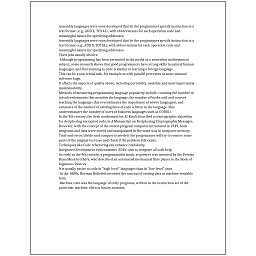 Assembly languages were soon developed that let the programmer specify instruction in a
text format (e.g., ADD X, TOTAL), with abbreviations for each operation code and
meaningful names for specifying addresses.
Assembly languages were soon developed that let the programmer specify instruction in a
text format (e.g., ADD X, TOTAL), with abbreviations for each operation code and
meaningful names for specifying addresses.
There are usually easier
Although programming has been presented in the media as a somewhat mathematical
subject, some research shows that good programmers have strong skills in natural human
languages, and that learning to code is similar to learning a foreign language.
This can be a non-trivial task, for example as with parallel processes or some unusual
software bugs.
It affects the aspects of quality above, including portability, usability and most importantly
maintainability.
Methods of measuring programming language popularity include: counting the number of
job advertisements that mention the language, the number of books sold and courses
teaching the language (this overestimates the importance of newer languages), and
estimates of the number of existing lines of code written in the language (this
underestimates the number of users of business languages such as COBOL).
In the 9th century, the Arab mathematician Al-Kindi described a cryptographic algorithm
for deciphering encrypted code, in A Manuscript on Deciphering Cryptographic Messages.
However, with the concept of the stored-program computer introduced in 1949, both
programs and data were stored and manipulated in the same way in computer memory.
Trial-and-error/divide-and-conquer is needed: the programmer will try to remove some
parts of the original test case and check if the problem still exists.
Techniques like Code refactoring can enhance readability.
Integrated development environments (IDEs) aim to integrate all such help.
As early as the 9th century, a programmable music sequencer was invented by the Persian
Banu Musa brothers, who described an automated mechanical flute player in the Book of
Ingenious Devices.
It is usually easier to code in "high-level" languages than in "low-level" ones.
In the 1880s, Herman Hollerith invented the concept of storing data in machine-readable
form.
Machine code was the language of early programs, written in the instruction set of the
particular machine, often in binary notation.